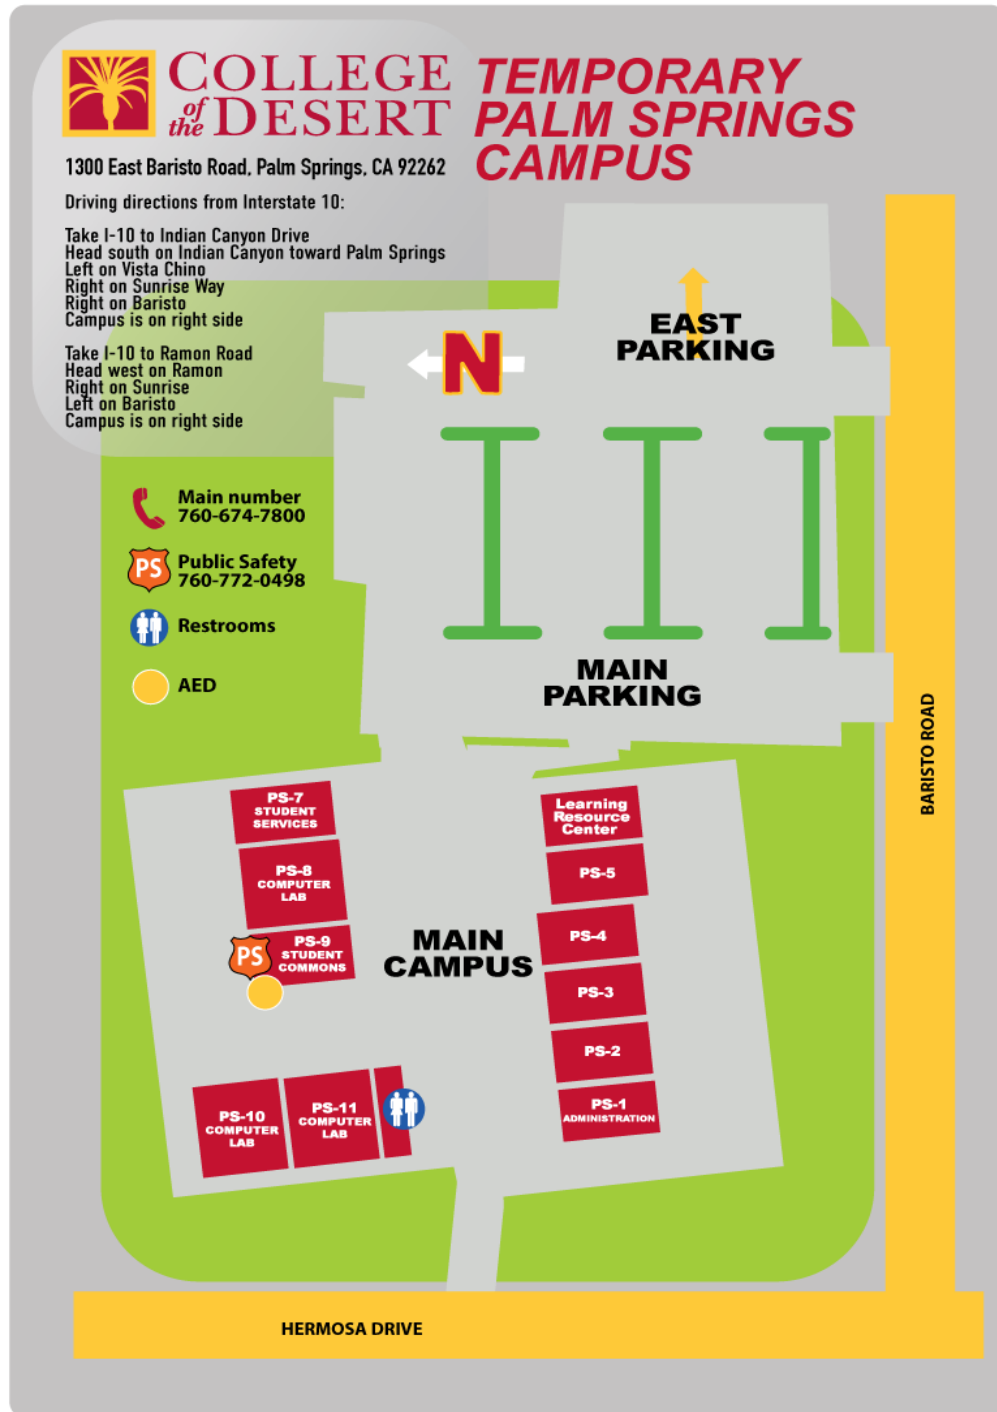 COLLEGE
of the DESERT
TEMPORARY
PALM SPRINGS
CAMPUS
1300 East Baristo Road, Palm Springs, CA 92262
Driving directions from Interstate 10:
Take I-10 to Indian Canyon Drive
Head south on Indian Canyon toward Palm Springs
Left on Vista Chino
Right on Sunrise Way
Right on Baristo
Campus is on right side
Take I-10 to Ramon Road
Head west on Ramon
Right on Sunrise
Left on Baristo
Campus is on right side
N
EAST
PARKING
Main number
760-674-7800
PS
Public Safety
760-772-0498
Restrooms
AED
MAIN
PARKING
BARISTO ROAD
PS-7
STUDENT
SERVICES
PS-8
COMPUTER
LAB
PS
PS-9
STUDENT
COMMONS
MAIN
CAMPUS
Learning
Resource
Center
PS-5
PS-4
PS-3
PS-2
PS-1
ADMINISTRATION
PS-10
COMPUTER
LAB
PS-11
COMPUTER
LAB
HERMOSA DRIVE